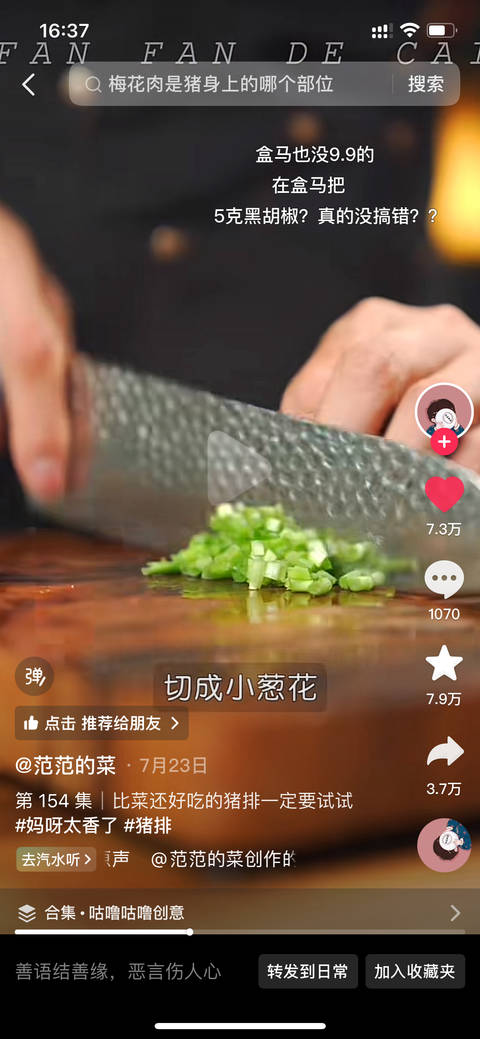 16:37
FAN FAN DE CAI
梅花肉是猪身上的哪个部位
搜索
盒马也没9.9的
在盒马把
5克黑胡椒？真的没搞错？？
7.3万
1070
7.9万
3.7万
弹
切成小葱花
点击 推荐给朋友
@范范的菜 · 7月23日
第 154 集｜比菜还好吃的猪排一定要试试
#妈呀太香了 #猪排
去汽水听 原声 @范范的菜创作的
合集 · 咕噜咕噜创意
善语结善缘，恶言伤人心
转发到日常
加入收藏夹